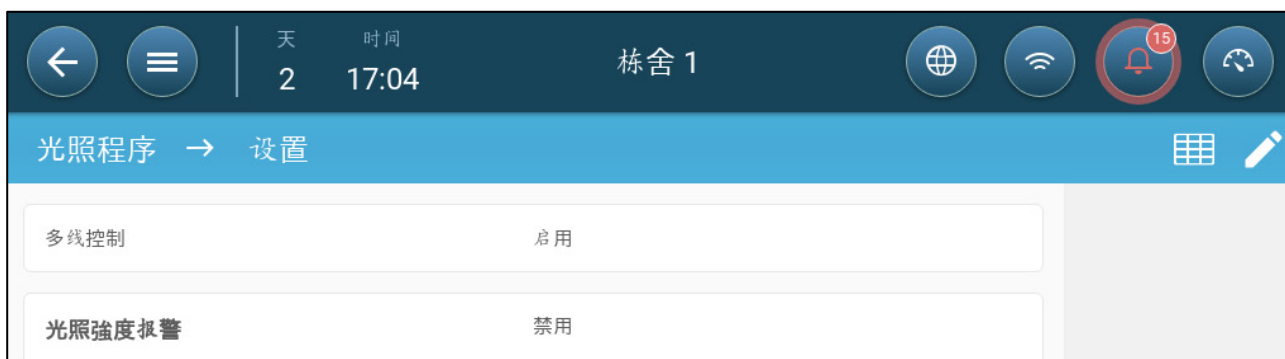 天 时间 15
2 17:04 栋舍 1
光照程序 → 设置
多线控制 启用
光照強度报警 禁用